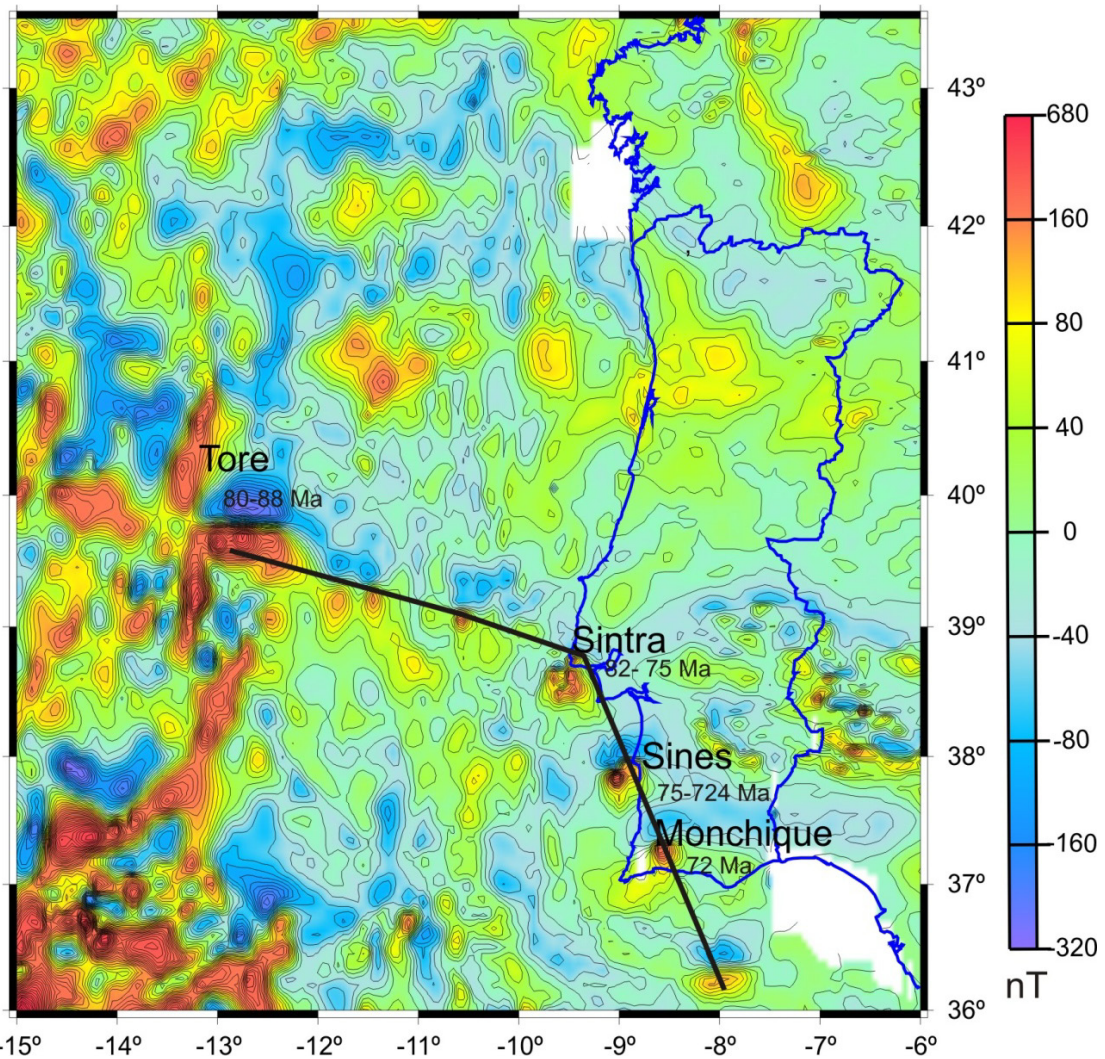 43º
680
160
42º
80
41º
40
Tore
80-88 Ma
40º
0
39º
Sintra
82- 75 Ma
-40
38º
Sines
-80
75-724 Ma
Monchique
72 Ma
-160
37º
-320
nT
36º
-15º -14º -13º -12º -11º -10º -9º -8º -7º -6º